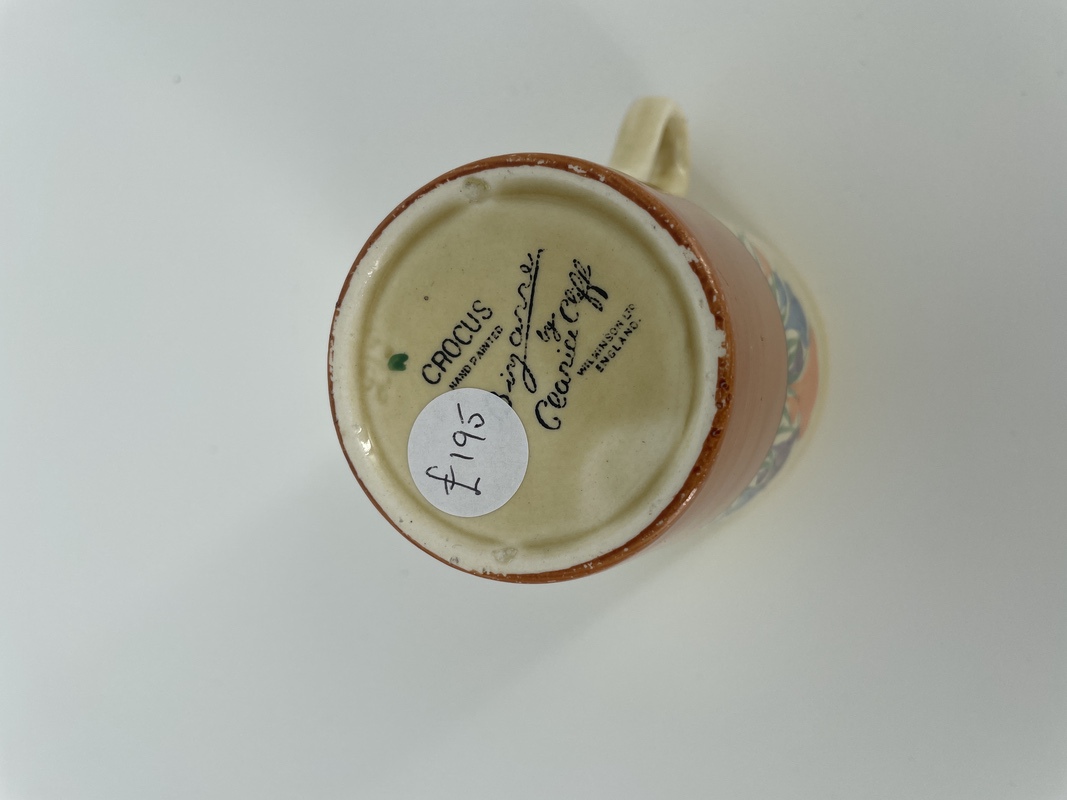 CROCUS
HAND PAINTED
Bizarre
by
Clarice Cliff
WILKINSON LTD
ENGLAND.
£195